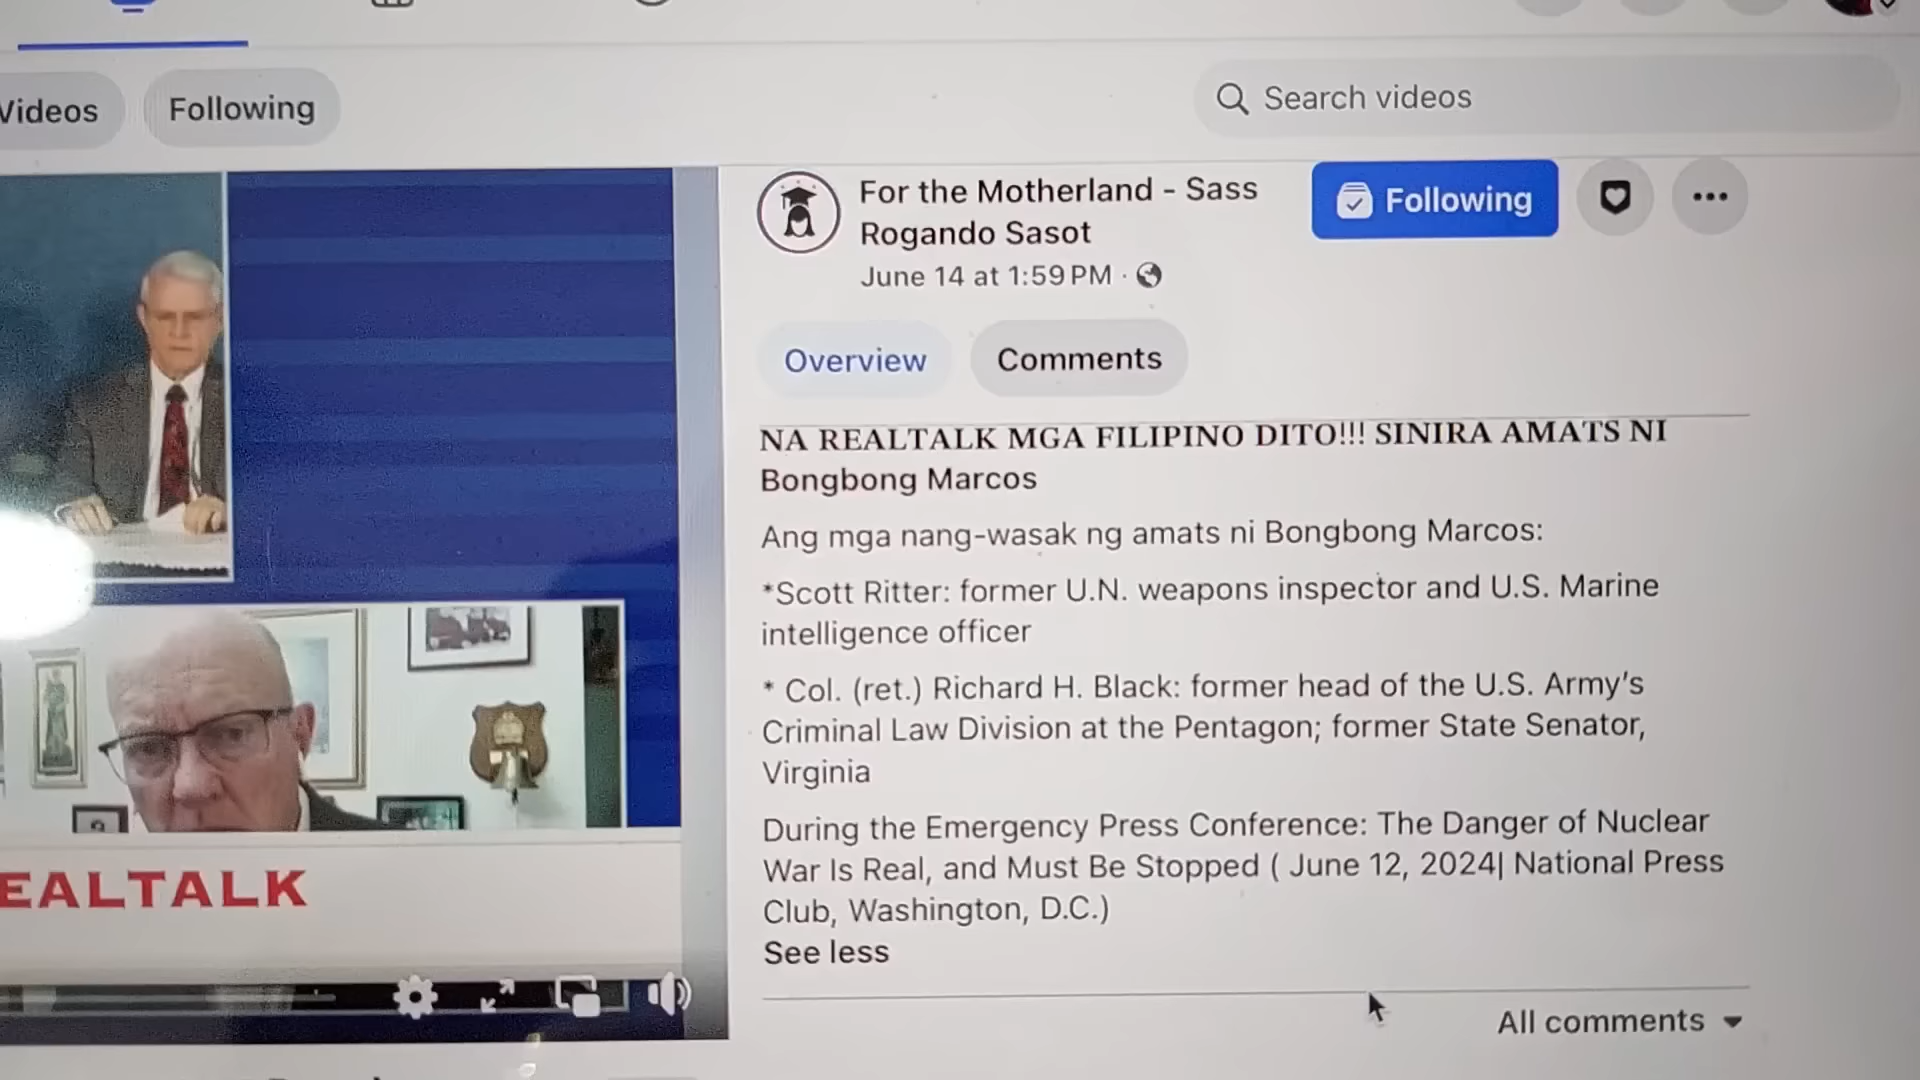 Videos
Following
Search videos
For the Motherland - Sass
Rogando Sasot
Following
June 14 at 1:59 PM ·
Overview
Comments
NA REALTALK MGA FILIPINO DITO!!! SINIRA AMATS NI
Bongbong Marcos
Ang mga nang-wasak ng amats ni Bongbong Marcos:
*Scott Ritter: former U.N. weapons inspector and U.S. Marine
intelligence officer
* Col. (ret.) Richard H. Black: former head of the U.S. Army's
Criminal Law Division at the Pentagon; former State Senator,
Virginia
During the Emergency Press Conference: The Danger of Nuclear
War Is Real, and Must Be Stopped ( June 12, 2024| National Press
Club, Washington, D.C.)
See less
All comments
EALTALK